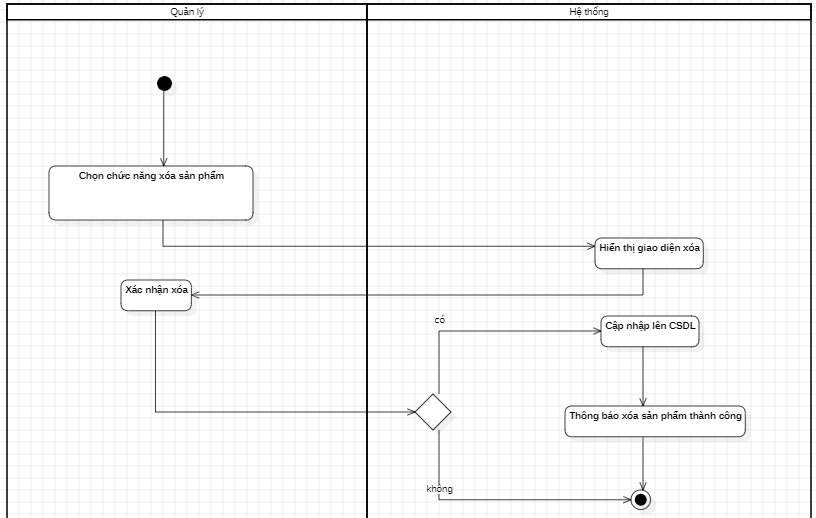 Quản lý
Hệ thống
Chọn chức năng xóa sản phẩm
Hiển thị giao diện xóa
Xác nhận xóa
có
Cập nhập lên CSDL
Thông báo xóa sản phẩm thành công
không